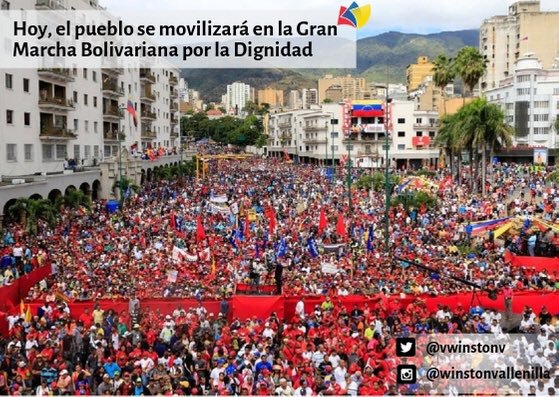 Hoy, el pueblo se movilizará en la Gran
Marcha Bolivariana por la Dignidad
@vwinstonv
@winstonvallenilla